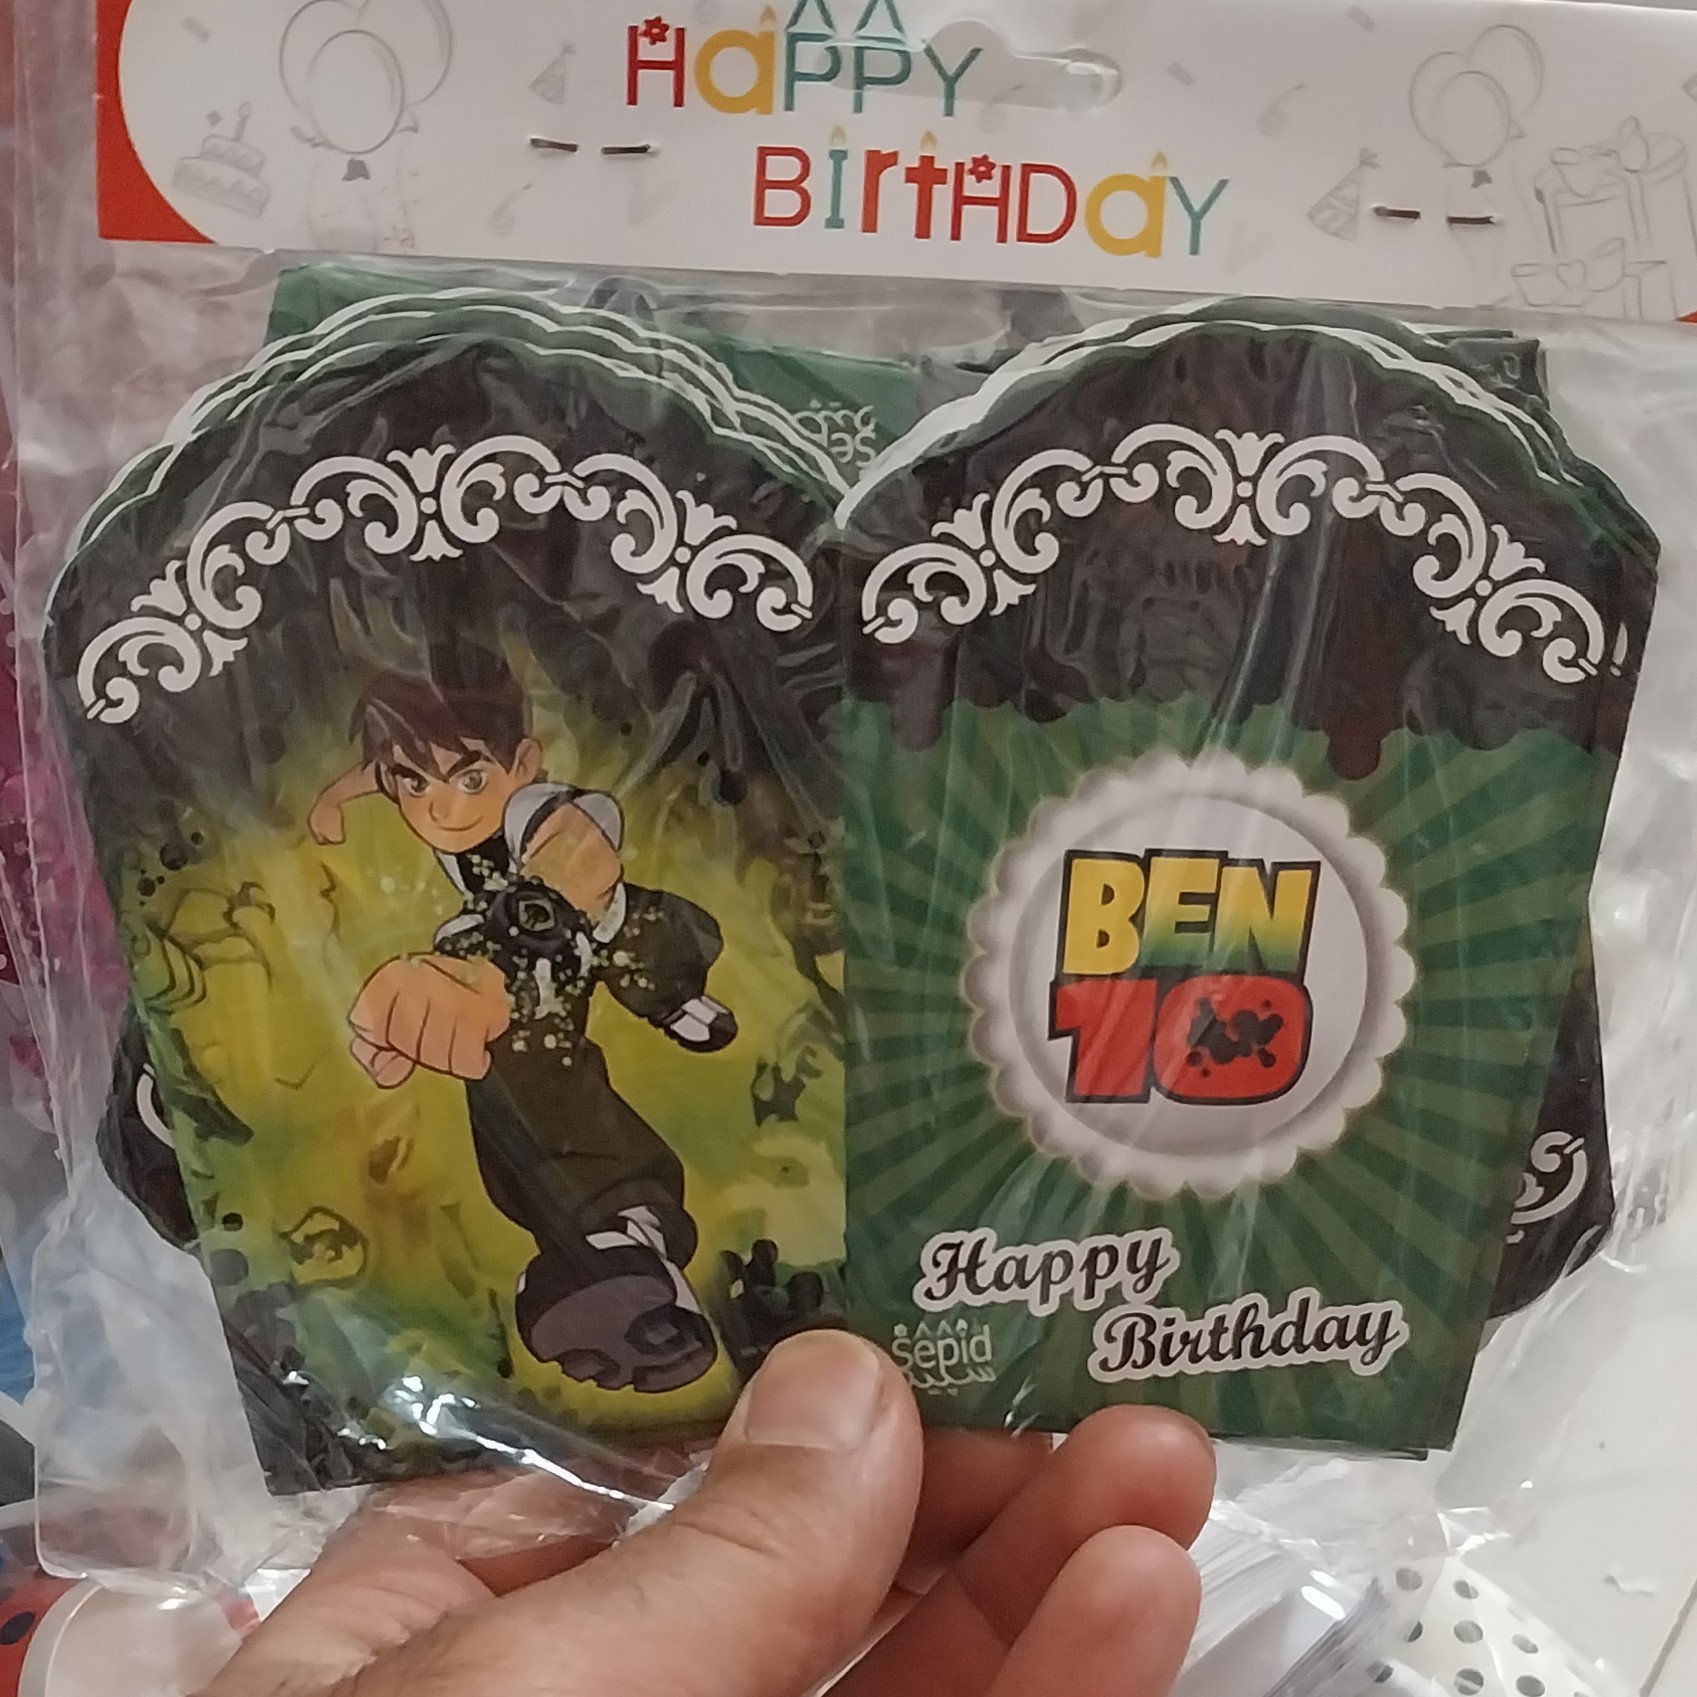 HaPPY
BirtHDaY
BEN
10
Happy
Birthday
sepid
سپید